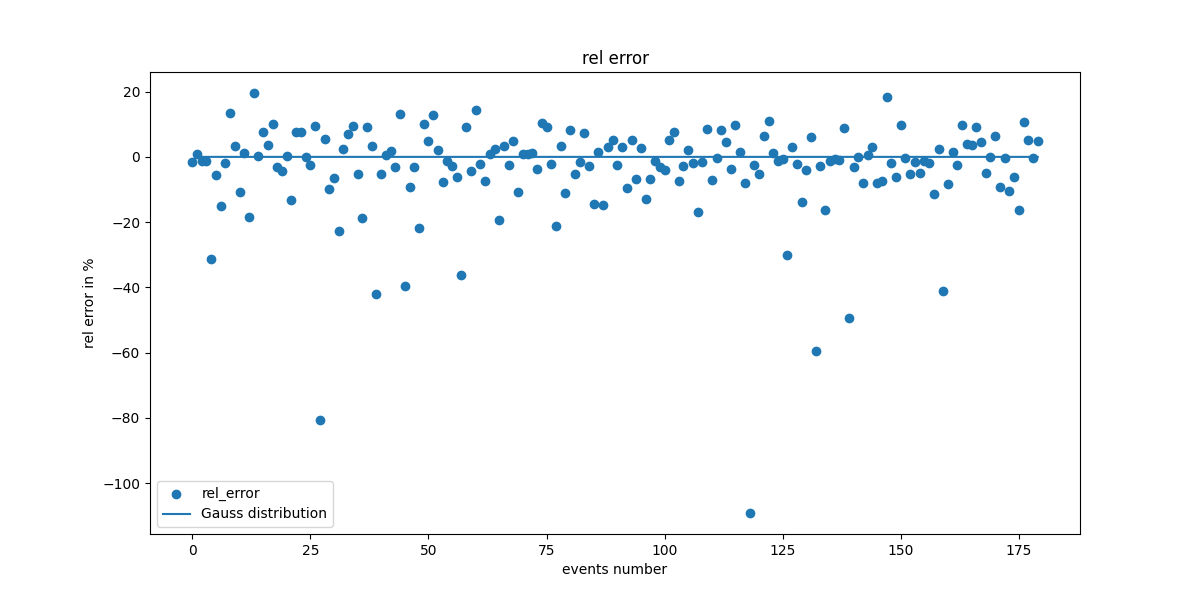 rel error
20
0
−20
−40
−60
−80
−100
rel error in %
rel_error
Gauss distribution
0 25 50 75 100 125 150 175
events number